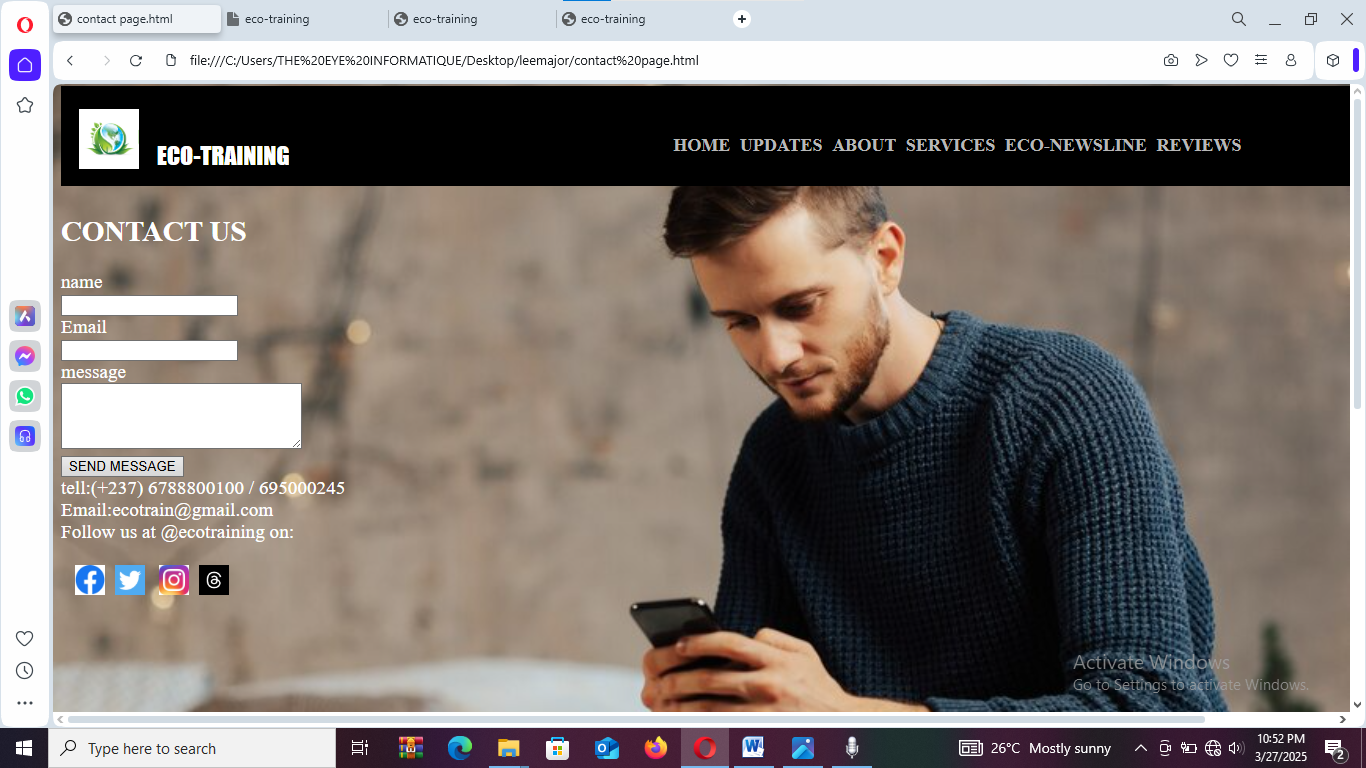 contact page.html
eco-training
eco-training
eco-training
file:///C:/Users/THE%20EYE%20INFORMATIQUE/Desktop/leemajor/contact%20page.html
ECO-TRAINING
HOME UPDATES ABOUT SERVICES ECO-NEWSLINE REVIEWS
CONTACT US
name
Email
message
SEND MESSAGE
tell:(+237) 6788800100 / 695000245
Email:ecotrain@gmail.com
Follow us at @ecotraining on:
Activate Windows
Go to Settings to activate Windows.
Type here to search
26°C Mostly sunny
10:52 PM
3/27/2025
2